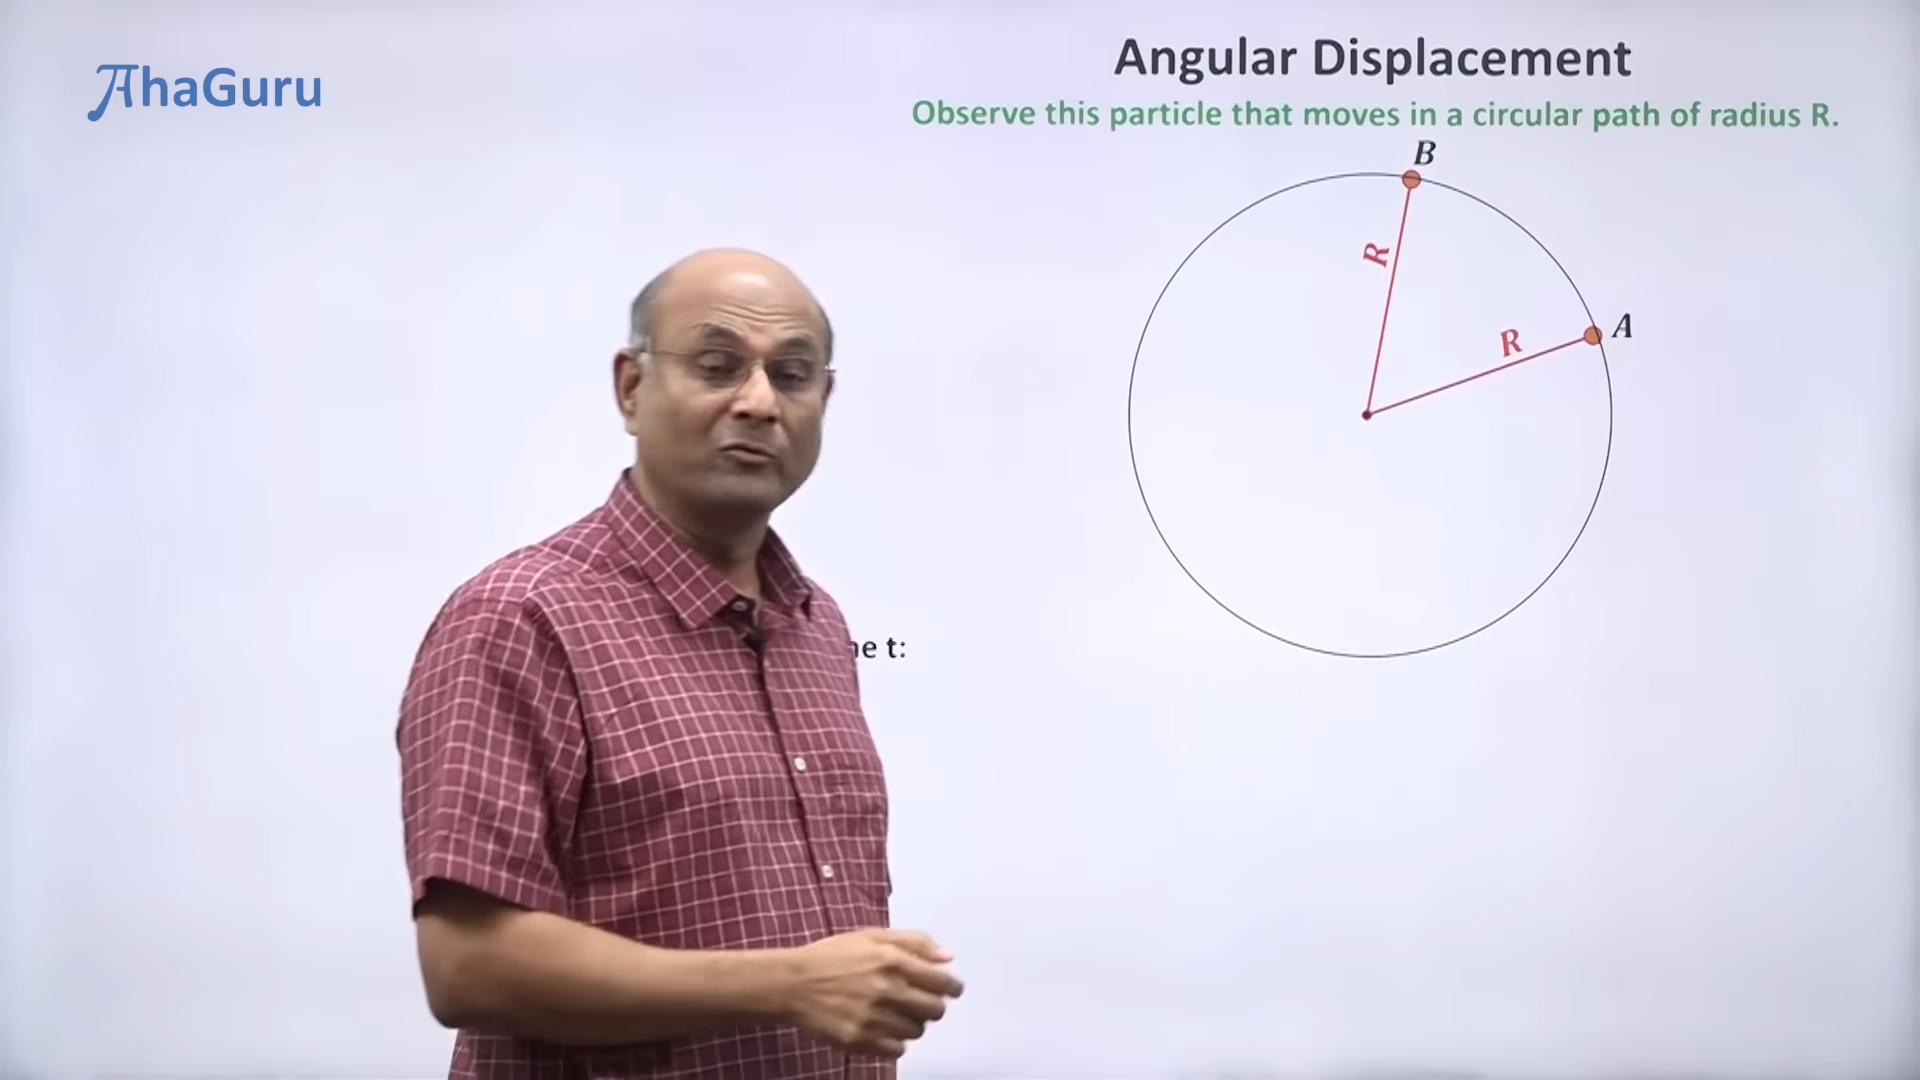 AhaGuru
Angular Displacement
Observe this particle that moves in a circular path of radius R.
B
R
R
A
t: